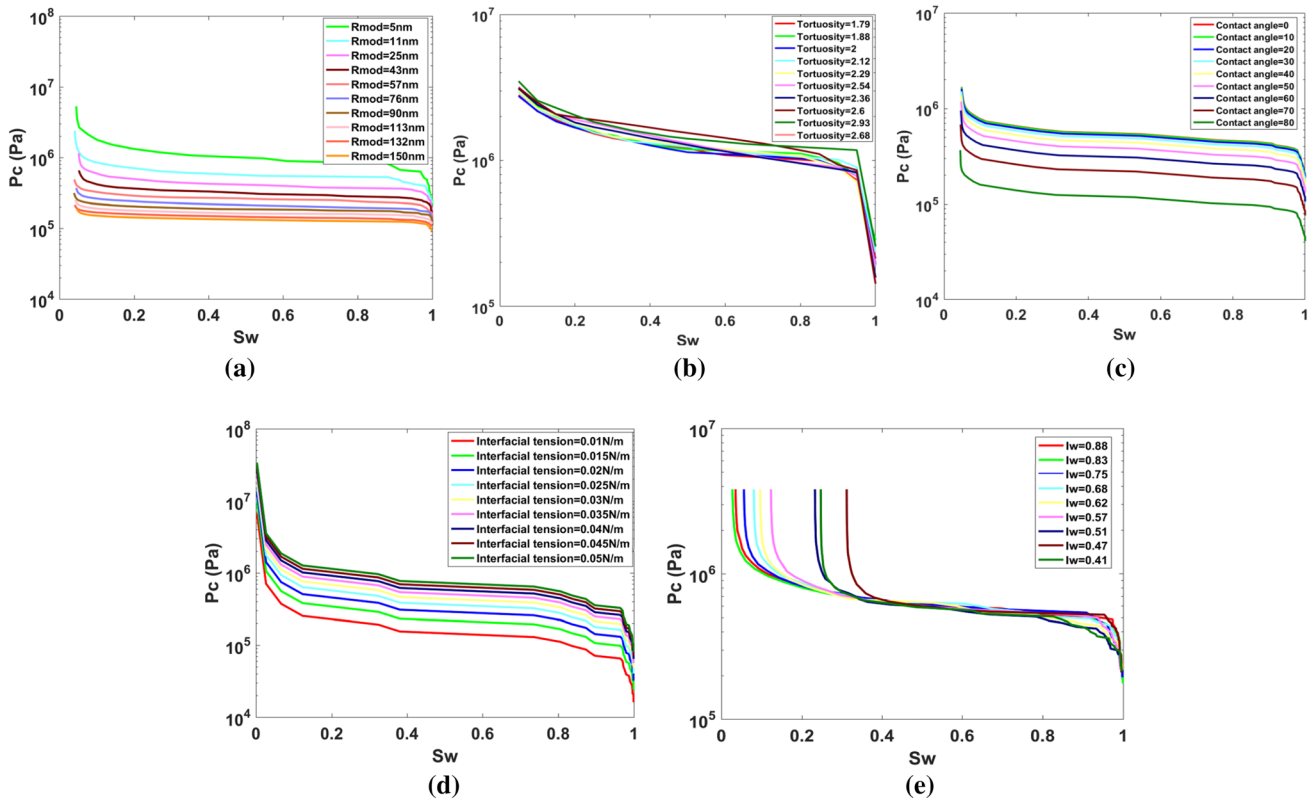 10^8
10^7
10^6
10^5
10^4
Pc (Pa)
0 0.2 0.4 0.6 0.8 1
Sw
Rmod=5nm
Rmod=11nm
Rmod=25nm
Rmod=43nm
Rmod=57nm
Rmod=76nm
Rmod=90nm
Rmod=113nm
Rmod=132nm
Rmod=150nm
(a)
10^7
10^6
10^5
Pc (Pa)
0 0.2 0.4 0.6 0.8 1
Sw
Tortuosity=1.79
Tortuosity=1.88
Tortuosity=2
Tortuosity=2.12
Tortuosity=2.29
Tortuosity=2.54
Tortuosity=2.36
Tortuosity=2.6
Tortuosity=2.93
Tortuosity=2.68
(b)
10^7
10^6
10^5
10^4
Pc (Pa)
0 0.2 0.4 0.6 0.8 1
Sw
Contact angle=0
Contact angle=10
Contact angle=20
Contact angle=30
Contact angle=40
Contact angle=50
Contact angle=60
Contact angle=70
Contact angle=80
(c)
10^8
10^7
10^6
10^5
10^4
Pc (Pa)
0 0.2 0.4 0.6 0.8 1
Sw
Interfacial tension=0.01N/m
Interfacial tension=0.015N/m
Interfacial tension=0.02N/m
Interfacial tension=0.025N/m
Interfacial tension=0.03N/m
Interfacial tension=0.035N/m
Interfacial tension=0.04N/m
Interfacial tension=0.045N/m
Interfacial tension=0.05N/m
(d)
10^7
10^6
10^5
Pc (Pa)
0 0.2 0.4 0.6 0.8 1
Sw
Iw=0.88
Iw=0.83
Iw=0.75
Iw=0.68
Iw=0.62
Iw=0.57
Iw=0.51
Iw=0.47
Iw=0.41
(e)